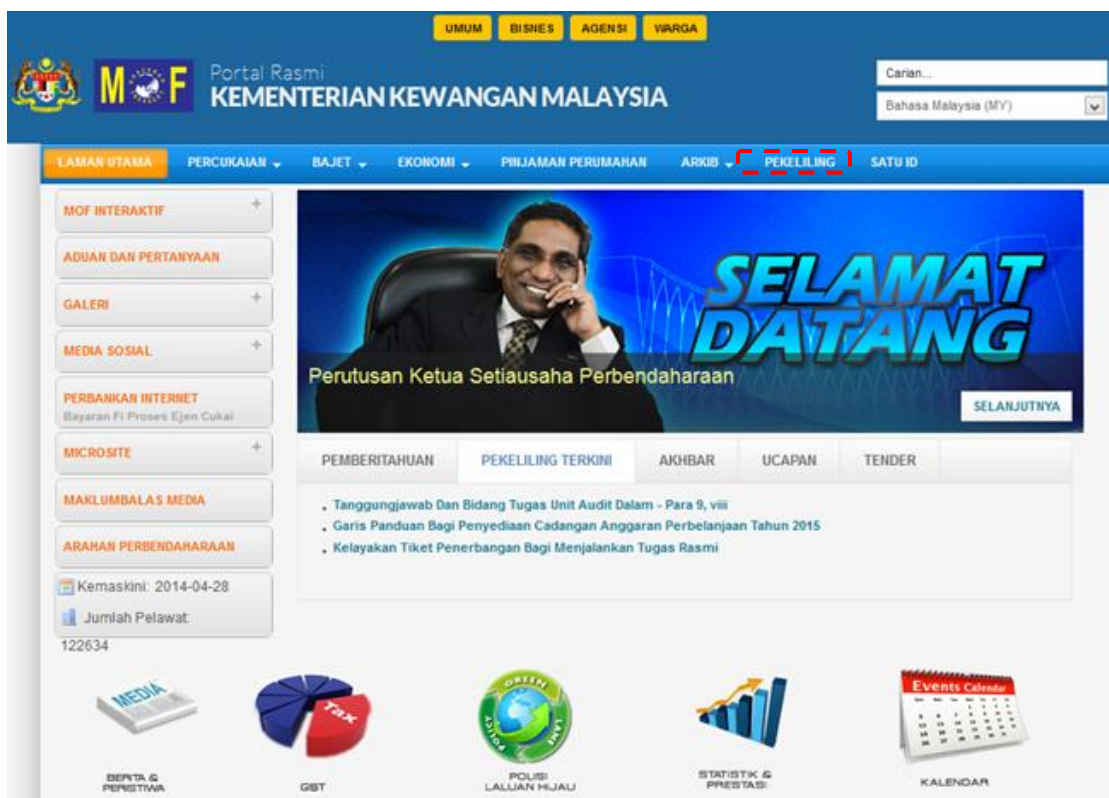 UMUM BISNES AGENSI WARGA
MOF
Portal Rasmi
KEMENTERIAN KEWANGAN MALAYSIA
Carian...
Bahasa Malaysia (MY)
LAMAN UTAMA PERCUKAIAN BAJET EKONOMI PINJAMAN PERUMAHAN ARKIB PEKELILING SATU ID
MOF INTERAKTIF
ADUAN DAN PERTANYAAN
GALERI
MEDIA SOSIAL
PERBANKAN INTERNET
Bayaran Fi Proses Ejen Cukai
MICROSITE
MAKLUMBALAS MEDIA
ARAHAN PERBENDAHARAAN
Kemaskini: 2014-04-28
Jumlah Pelawat:
122634
SELAMAT
DATANG
Perutusan Ketua Setiausaha Perbendaharaan
SELANJUTNYA
PEMBERITAHUAN PEKELILING TERKINI AKHBAR UCAPAN TENDER
Tanggungjawab Dan Bidang Tugas Unit Audit Dalam - Para 9, viii
Garis Panduan Bagi Penyediaan Cadangan Anggaran Perbelanjaan Tahun 2015
Kelayakan Tiket Penerbangan Bagi Menjalankan Tugas Rasmi
MEDIA
BERITA &
PERISTIWA
Tax
GST
GREEN LANE POLICY
POLISI
LALUAN HIJAU
STATISTIK &
PRESTASI
Events Calendar
KALENDAR